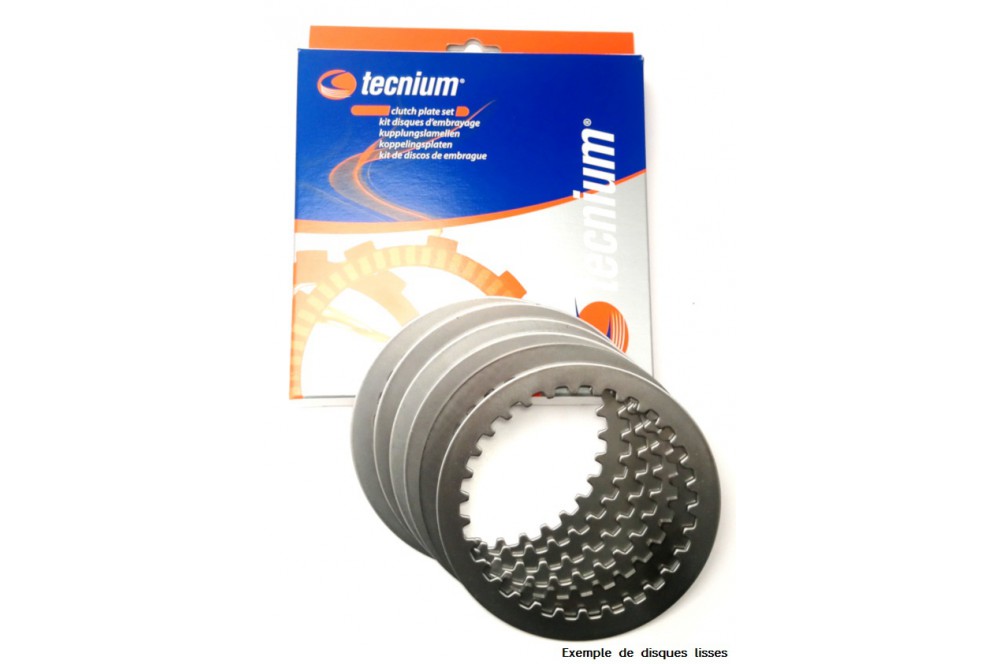 tecnium®
clutch plate set
kit disques d'embrayage
kupplungslamellen
koppelingsplaten
kit de discos de embrague
tecnium®
Exemple de disques lisses